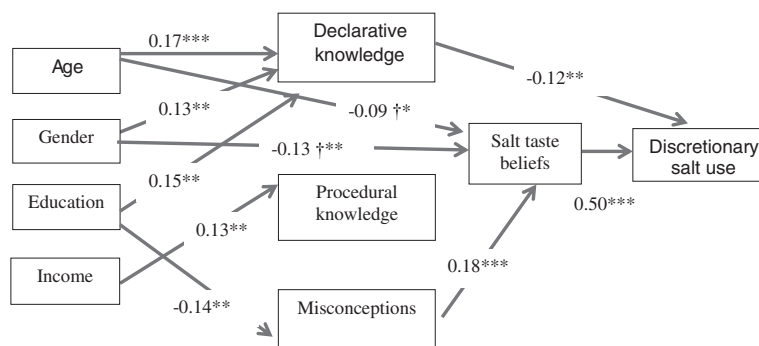 0.17***
Declarative
knowledge
Age
-0.12**
0.13**
-0.09 †*
Gender
-0.13 †**
Salt taste
beliefs
Discretionary
salt use
0.15**
Procedural
knowledge
Education
0.50***
0.13**
Income
0.18***
-0.14**
Misconceptions